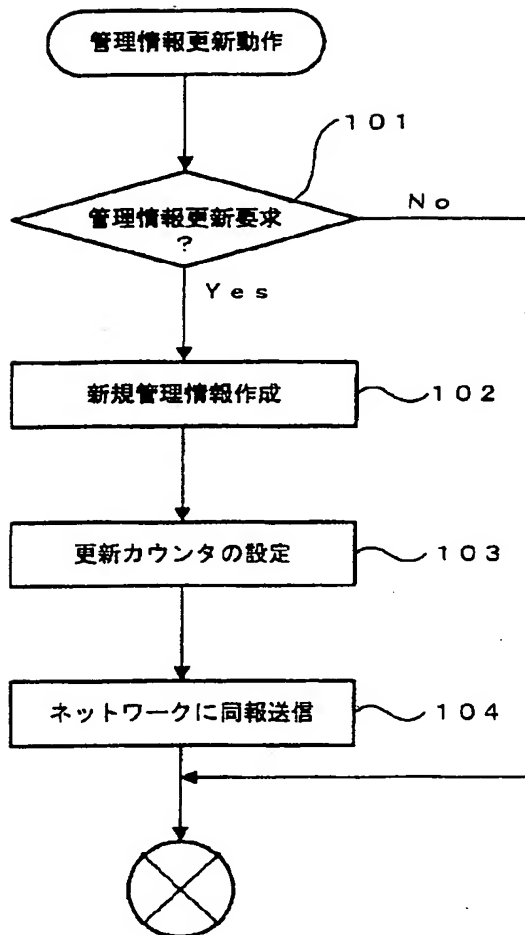 管理情報更新動作
101
管理情報更新要求
?
No
Yes
新規管理情報作成
102
更新カウンタの設定
103
ネットワークに同報送信
104